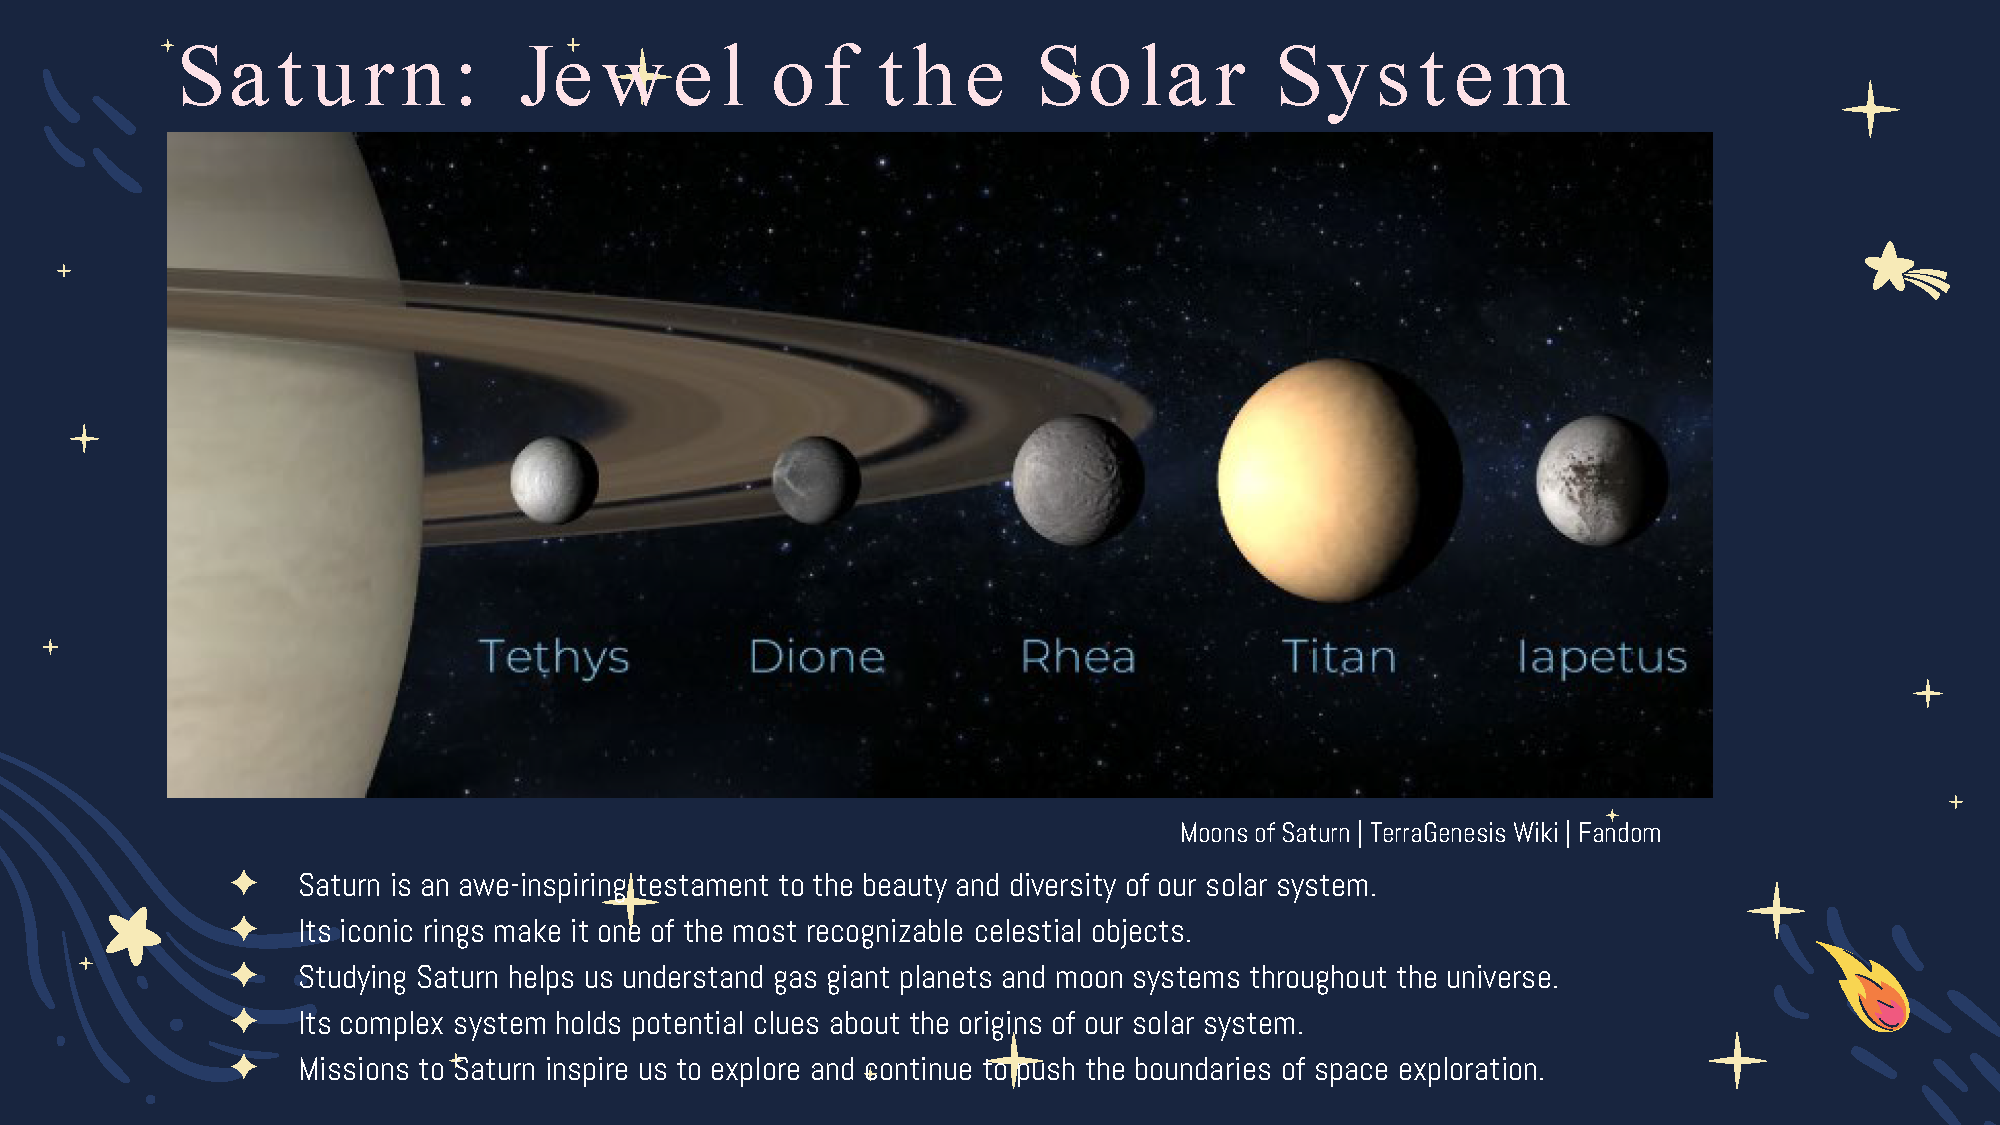 Saturn: Jewel of the Solar System
Tethys Dione Rhea Titan Iapetus
Moons of Saturn | TerraGenesis Wiki | Fandom
Saturn is an awe-inspiring testament to the beauty and diversity of our solar system.
Its iconic rings make it one of the most recognizable celestial objects.
Studying Saturn helps us understand gas giant planets and moon systems throughout the universe.
Its complex system holds potential clues about the origins of our solar system.
Missions to Saturn inspire us to explore and continue to push the boundaries of space exploration.